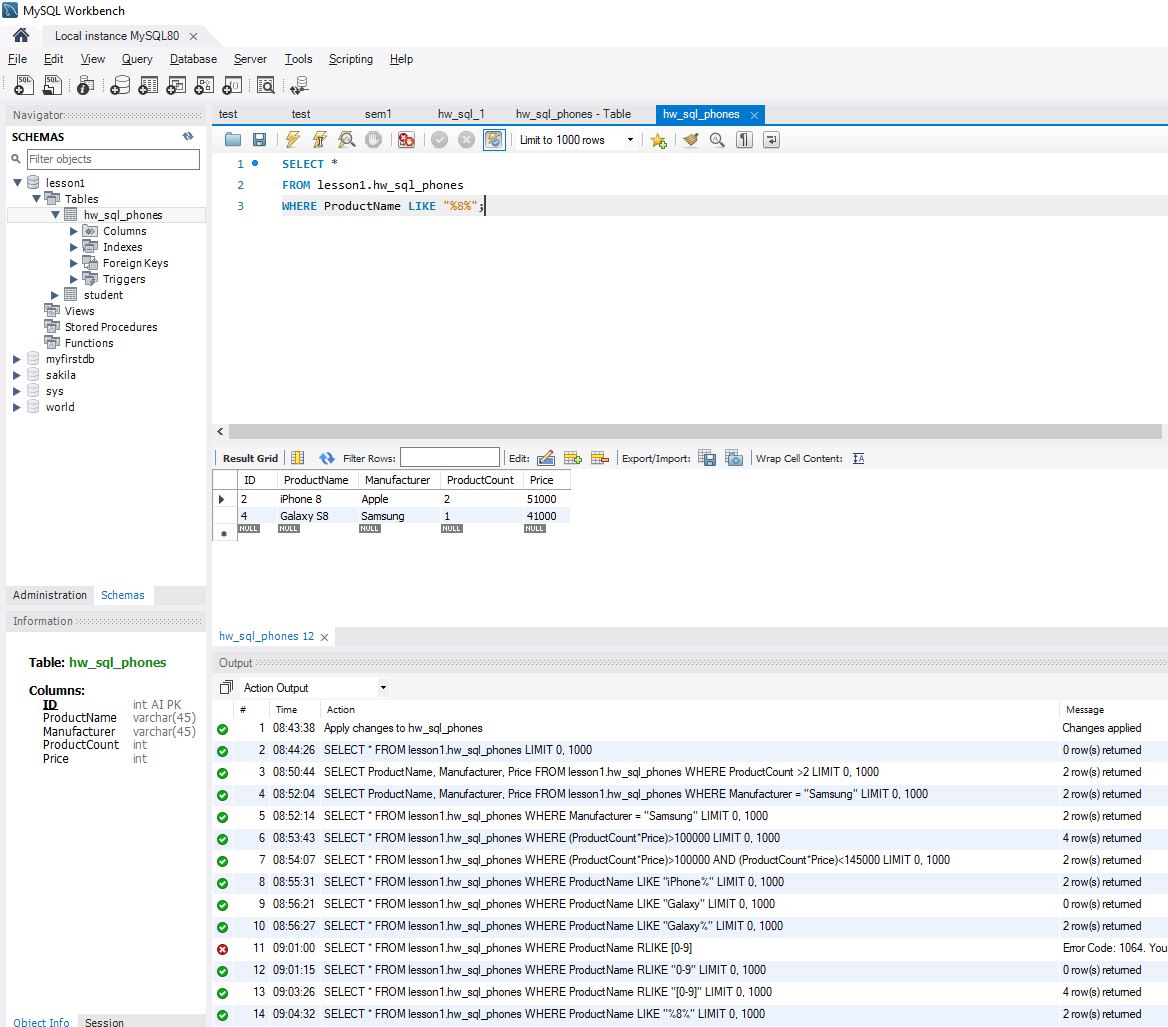 MySQL Workbench
Local instance MySQL80
File Edit View Query Database Server Tools Scripting Help
Navigator
SCHEMAS
Filter objects
lesson1
Tables
hw_sql_phones
Columns
Indexes
Foreign Keys
Triggers
student
Views
Stored Procedures
Functions
myfirstdb
sakila
sys
world
Administration Schemas
Information
Table: hw_sql_phones
Columns:
ID int AI PK
ProductName varchar(45)
Manufacturer varchar(45)
ProductCount int
Price int
Object Info Session
test test sem1 hw_sql_1 hw_sql_phones - Table hw_sql_phones
Limit to 1000 rows
1 SELECT *
2 FROM lesson1.hw_sql_phones
3 WHERE ProductName LIKE "%8%";
Result Grid Filter Rows: Edit: Export/Import: Wrap Cell Content:
ID ProductName Manufacturer ProductCount Price
2 iPhone 8 Apple 2 51000
4 Galaxy S8 Samsung 1 41000
NULL NULL NULL NULL NULL
hw_sql_phones 12
Output
Action Output
# Time Action Message
1 08:43:38 Apply changes to hw_sql_phones Changes applied
2 08:44:26 SELECT * FROM lesson1.hw_sql_phones LIMIT 0, 1000 0 row(s) returned
3 08:50:44 SELECT ProductName, Manufacturer, Price FROM lesson1.hw_sql_phones WHERE ProductCount >2 LIMIT 0, 1000 2 row(s) returned
4 08:52:04 SELECT ProductName, Manufacturer, Price FROM lesson1.hw_sql_phones WHERE Manufacturer = "Samsung" LIMIT 0, 1000 2 row(s) returned
5 08:52:14 SELECT * FROM lesson1.hw_sql_phones WHERE Manufacturer = "Samsung" LIMIT 0, 1000 2 row(s) returned
6 08:53:43 SELECT * FROM lesson1.hw_sql_phones WHERE (ProductCount*Price)>100000 LIMIT 0, 1000 4 row(s) returned
7 08:54:07 SELECT * FROM lesson1.hw_sql_phones WHERE (ProductCount*Price)>100000 AND (ProductCount*Price)<145000 LIMIT 0, 1000 2 row(s) returned
8 08:55:31 SELECT * FROM lesson1.hw_sql_phones WHERE ProductName LIKE "iPhone%" LIMIT 0, 1000 2 row(s) returned
9 08:56:21 SELECT * FROM lesson1.hw_sql_phones WHERE ProductName LIKE "Galaxy" LIMIT 0, 1000 0 row(s) returned
10 08:56:27 SELECT * FROM lesson1.hw_sql_phones WHERE ProductName LIKE "Galaxy%" LIMIT 0, 1000 2 row(s) returned
11 09:01:00 SELECT * FROM lesson1.hw_sql_phones WHERE ProductName RLIKE [0-9] Error Code: 1064. You
12 09:01:15 SELECT * FROM lesson1.hw_sql_phones WHERE ProductName RLIKE "0-9" LIMIT 0, 1000 0 row(s) returned
13 09:03:26 SELECT * FROM lesson1.hw_sql_phones WHERE ProductName RLIKE "[0-9]" LIMIT 0, 1000 4 row(s) returned
14 09:04:32 SELECT * FROM lesson1.hw_sql_phones WHERE ProductName LIKE "%8%" LIMIT 0, 1000 2 row(s) returned